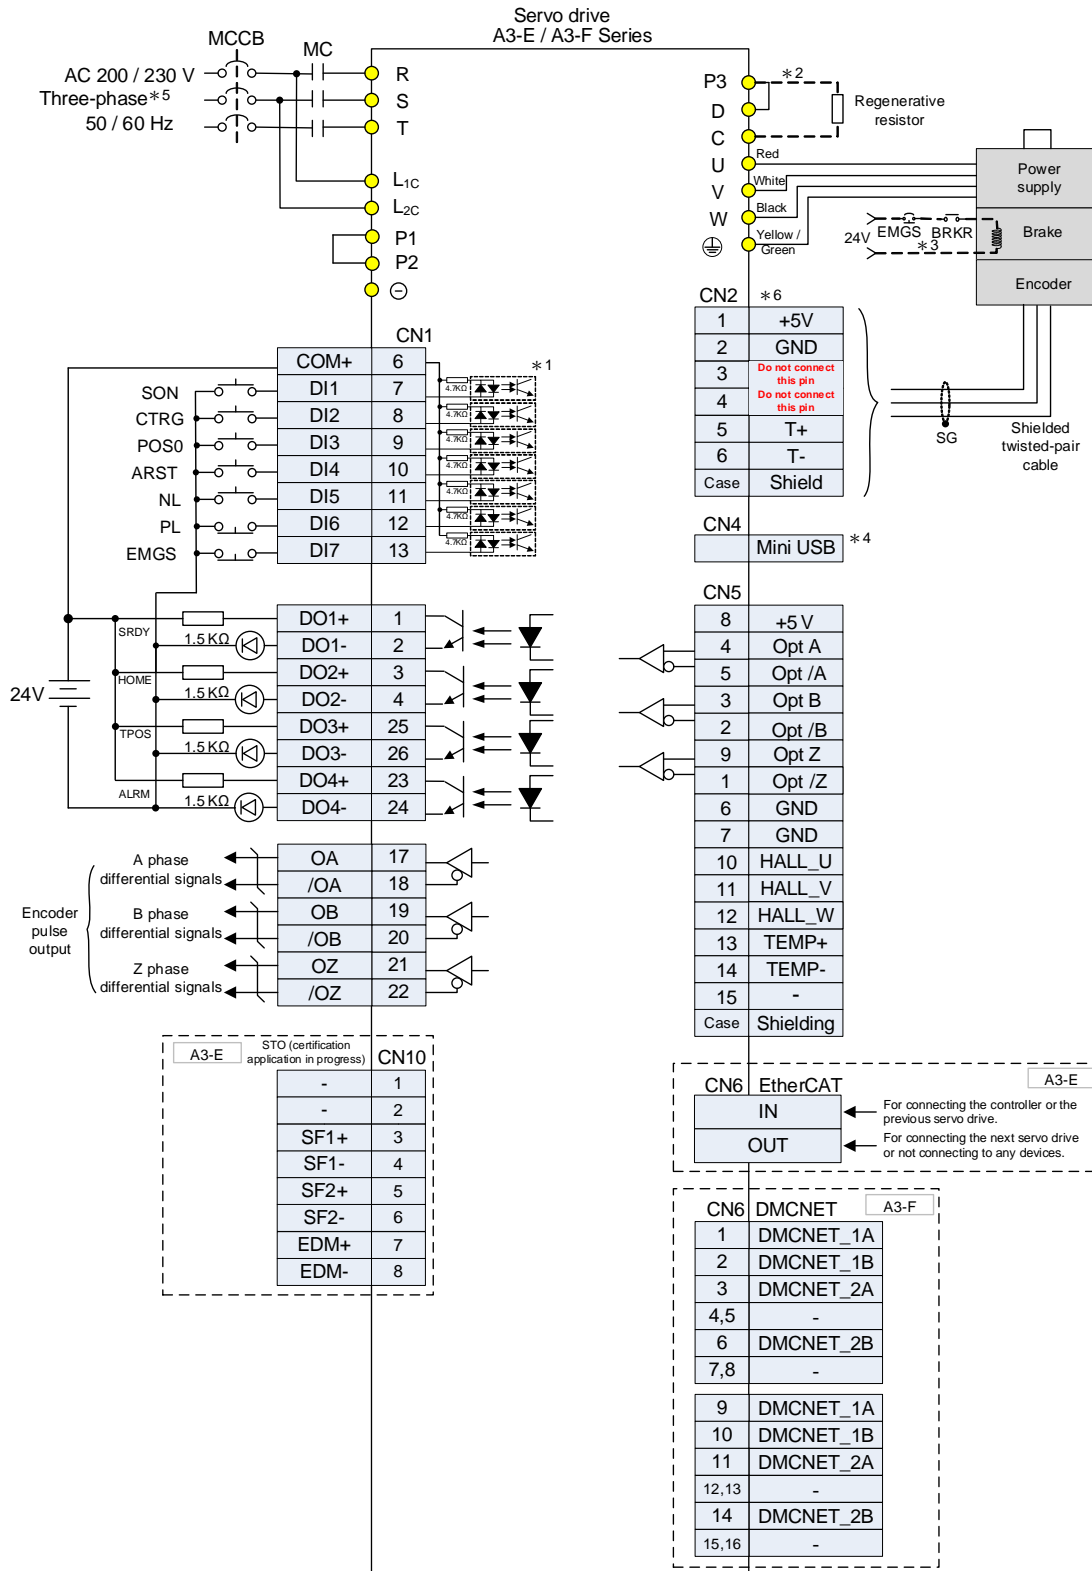 Servo drive
A3-E / A3-F Series
MCCB
MC
AC 200 / 230 V
Three-phase*5
50 / 60 Hz
R
S
T
L1C
L2C
P1
P2
P3
D
C
U
V
W
*2
Regenerative
resistor
Red
White
Black
Yellow /
Green
Power
supply
24V
EMGS
BRKR
*3
Brake
Encoder
CN2 *6
1 +5V
2 GND
3 Do not connect
this pin
4 Do not connect
this pin
5 T+
6 T-
Case Shield
SG
Shielded
twisted-pair
cable
CN4
Mini USB *4
CN1
*1
COM+ 6
SON DI1 7 4.7KΩ
CTRG DI2 8 4.7KΩ
POS0 DI3 9 4.7KΩ
ARST DI4 10 4.7KΩ
NL DI5 11 4.7KΩ
PL DI6 12 4.7KΩ
EMGS DI7 13 4.7KΩ
24V
SRDY DO1+ 1
1.5 KΩ DO1- 2
HOME DO2+ 3
1.5 KΩ DO2- 4
TPOS DO3+ 25
1.5 KΩ DO3- 26
ALRM DO4+ 23
1.5 KΩ DO4- 24
Encoder
pulse
output
A phase
differential signals
B phase
differential signals
Z phase
differential signals
OA 17
/OA 18
OB 19
/OB 20
OZ 21
/OZ 22
CN5
8 +5 V
4 Opt A
5 Opt /A
3 Opt B
2 Opt /B
9 Opt Z
1 Opt /Z
6 GND
7 GND
10 HALL_U
11 HALL_V
12 HALL_W
13 TEMP+
14 TEMP-
15 -
Case Shielding
A3-E
STO (certification
application in progress)
CN10
- 1
- 2
SF1+ 3
SF1- 4
SF2+ 5
SF2- 6
EDM+ 7
EDM- 8
A3-E
CN6 EtherCAT
IN
For connecting the controller or the
previous servo drive.
OUT
For connecting the next servo drive
or not connecting to any devices.
A3-F
CN6 DMCNET
1 DMCNET_1A
2 DMCNET_1B
3 DMCNET_2A
4,5 -
6 DMCNET_2B
7,8 -
9 DMCNET_1A
10 DMCNET_1B
11 DMCNET_2A
12,13 -
14 DMCNET_2B
15,16 -